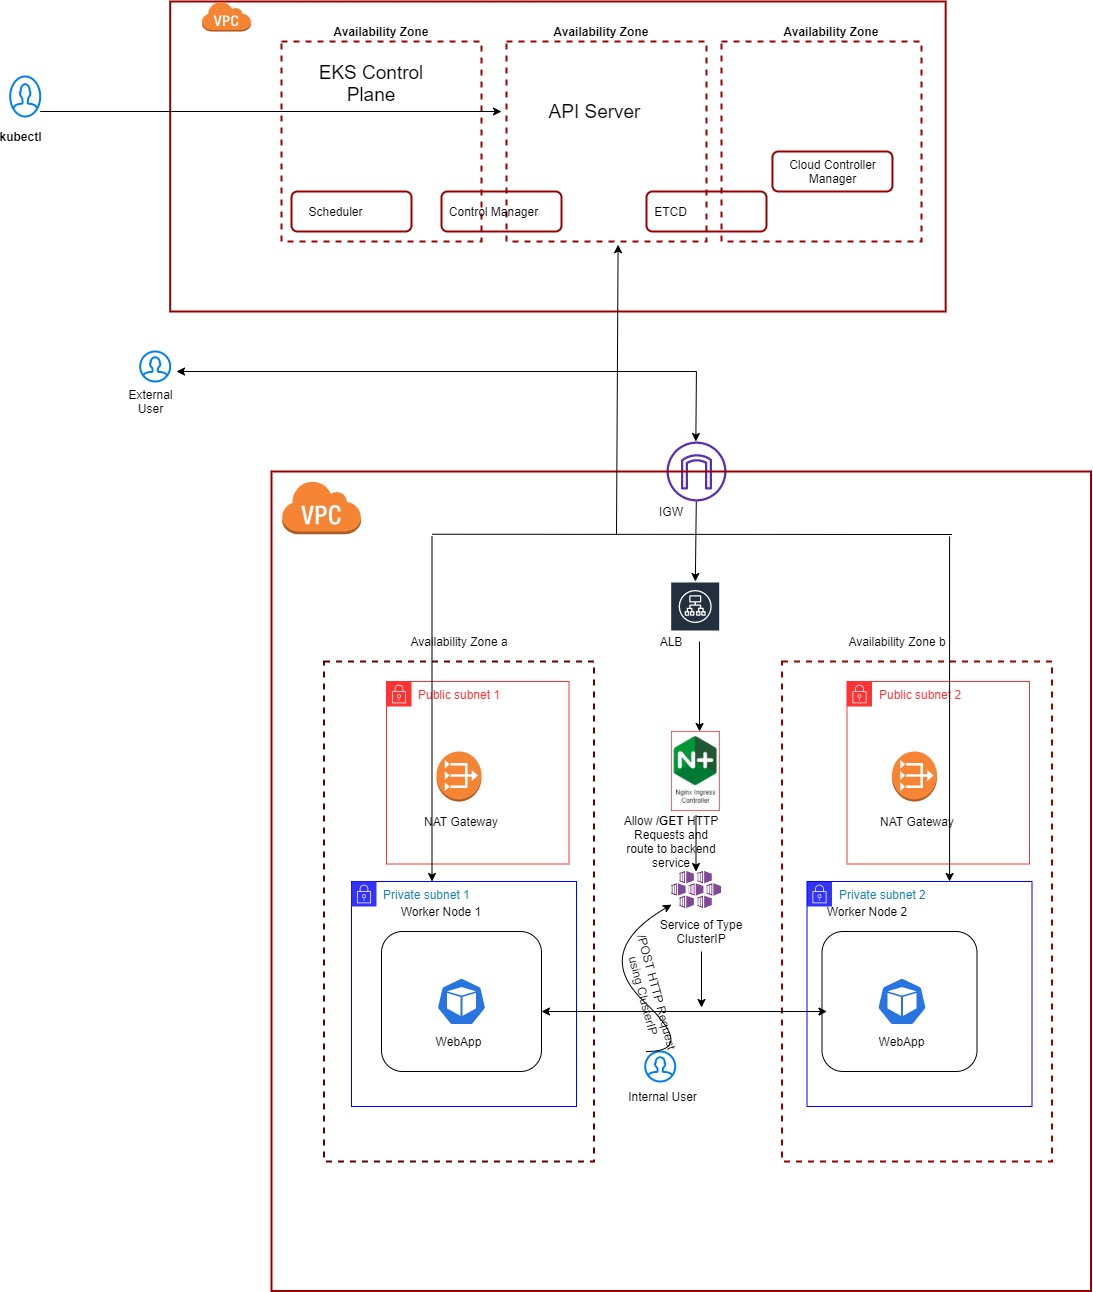 VPC
Availability Zone
Availability Zone
Availability Zone
EKS Control
Plane
API Server
kubectl
Cloud Controller
Manager
Scheduler
Control Manager
ETCD
External
User
VPC
IGW
ALB
Availability Zone a
Availability Zone b
Public subnet 1
Public subnet 2
N+
Nginx Ingress
Controller
NAT Gateway
NAT Gateway
Allow /GET HTTP
Requests and
route to backend
service
Private subnet 1
Private subnet 2
Worker Node 1
Worker Node 2
Service of Type
ClusterIP
/POST HTTP Request
using ClusterIP
WebApp
WebApp
Internal User